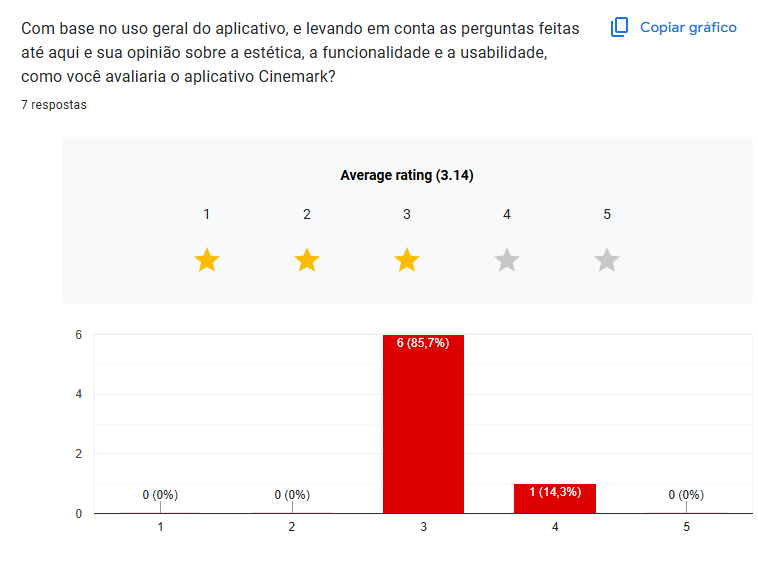 Com base no uso geral do aplicativo, e levando em conta as perguntas feitas
até aqui e sua opinião sobre a estética, a funcionalidade e a usabilidade,
como você avaliaria o aplicativo Cinemark?
Copiar gráfico
7 respostas
Average rating (3.14)
1 2 3 4 5
6
4
2
0
0 (0%)
0 (0%)
6 (85,7%)
1 (14,3%)
0 (0%)
1 2 3 4 5